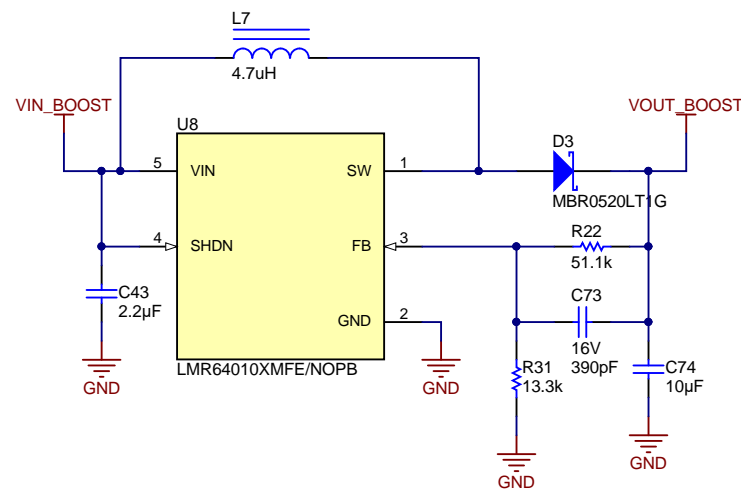 L7
4.7uH
VIN_BOOST
VOUT_BOOST
U8
D3
5
VIN
SW
1
MBR0520LT1G
4
SHDN
FB
3
R22
51.1k
C43
2.2µF
C73
16V
390pF
GND
2
R31
13.3k
C74
10µF
LMR64010XMFE/NOPB
GND
GND
GND
GND